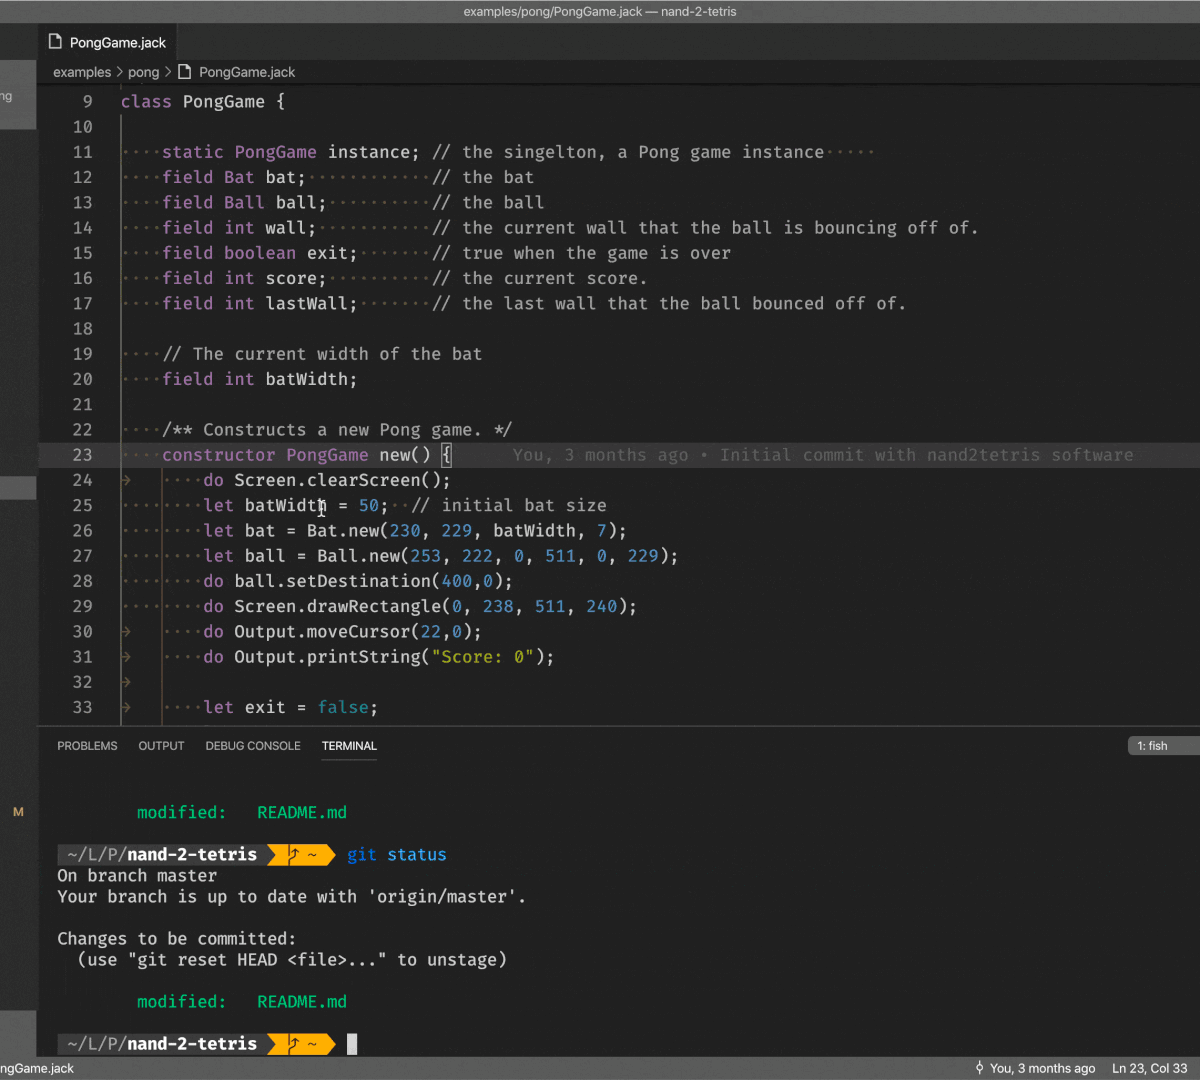 examples/pong/PongGame.jack — nand-2-tetris
PongGame.jack
examples > pong > PongGame.jack
ng
9 class PongGame {
10
11 static PongGame instance; // the singelton, a Pong game instance
12 field Bat bat; // the bat
13 field Ball ball; // the ball
14 field int wall; // the current wall that the ball is bouncing off of.
15 field boolean exit; // true when the game is over
16 field int score; // the current score.
17 field int lastWall; // the last wall that the ball bounced off of.
18
19 // The current width of the bat
20 field int batWidth;
21
22 /** Constructs a new Pong game. */
23 constructor PongGame new() { You, 3 months ago • Initial commit with nand2tetris software
24 do Screen.clearScreen();
25 let batWidth = 50; // initial bat size
26 let bat = Bat.new(230, 229, batWidth, 7);
27 let ball = Ball.new(253, 222, 0, 511, 0, 229);
28 do ball.setDestination(400,0);
29 do Screen.drawRectangle(0, 238, 511, 240);
30 do Output.moveCursor(22,0);
31 do Output.printString("Score: 0");
32
33 let exit = false;
PROBLEMS OUTPUT DEBUG CONSOLE TERMINAL 1: fish
modified: README.md
M
~/L/P/nand-2-tetris ~ git status
On branch master
Your branch is up to date with 'origin/master'.
Changes to be committed:
(use "git reset HEAD <file>..." to unstage)
modified: README.md
~/L/P/nand-2-tetris ~
ngGame.jack You, 3 months ago Ln 23, Col 33